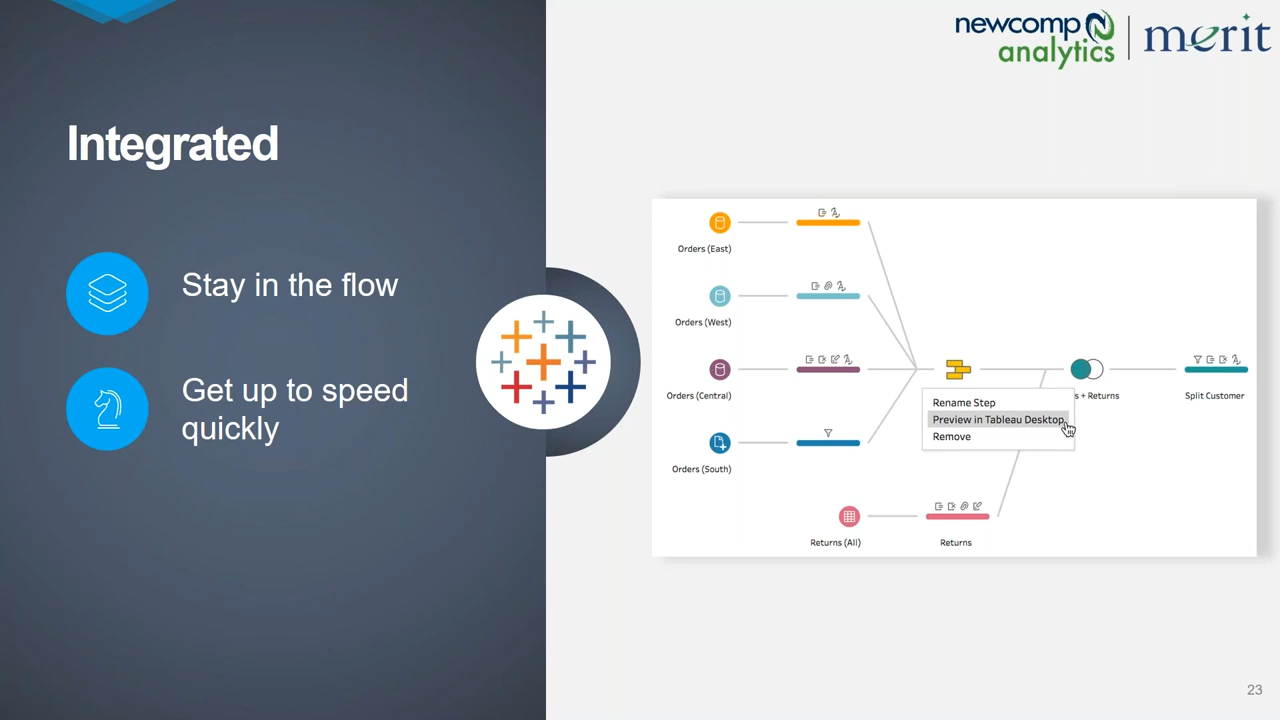 newcomp
analytics
merit
Integrated
Stay in the flow
Get up to speed
quickly
Orders (East)
Orders (West)
Orders (Central)
s + Returns
Split Customer
Rename Step
Preview in Tableau Desktop
Remove
Orders (South)
Returns (All)
Returns
23